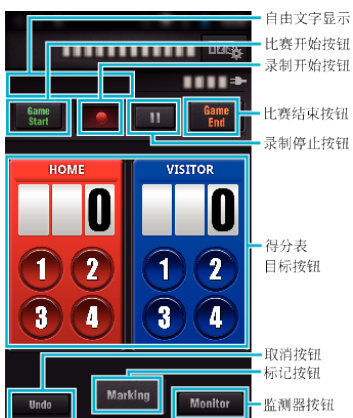 自由文字显示
比赛开始按钮
录制开始按钮
Game
Start
Game
End
比赛结束按钮
录制停止按钮
HOME
VISITOR
0
0
1 2
1 2
3 4
3 4
得分表
目标按钮
取消按钮
标记按钮
Undo
Marking
Monitor
监测器按钮